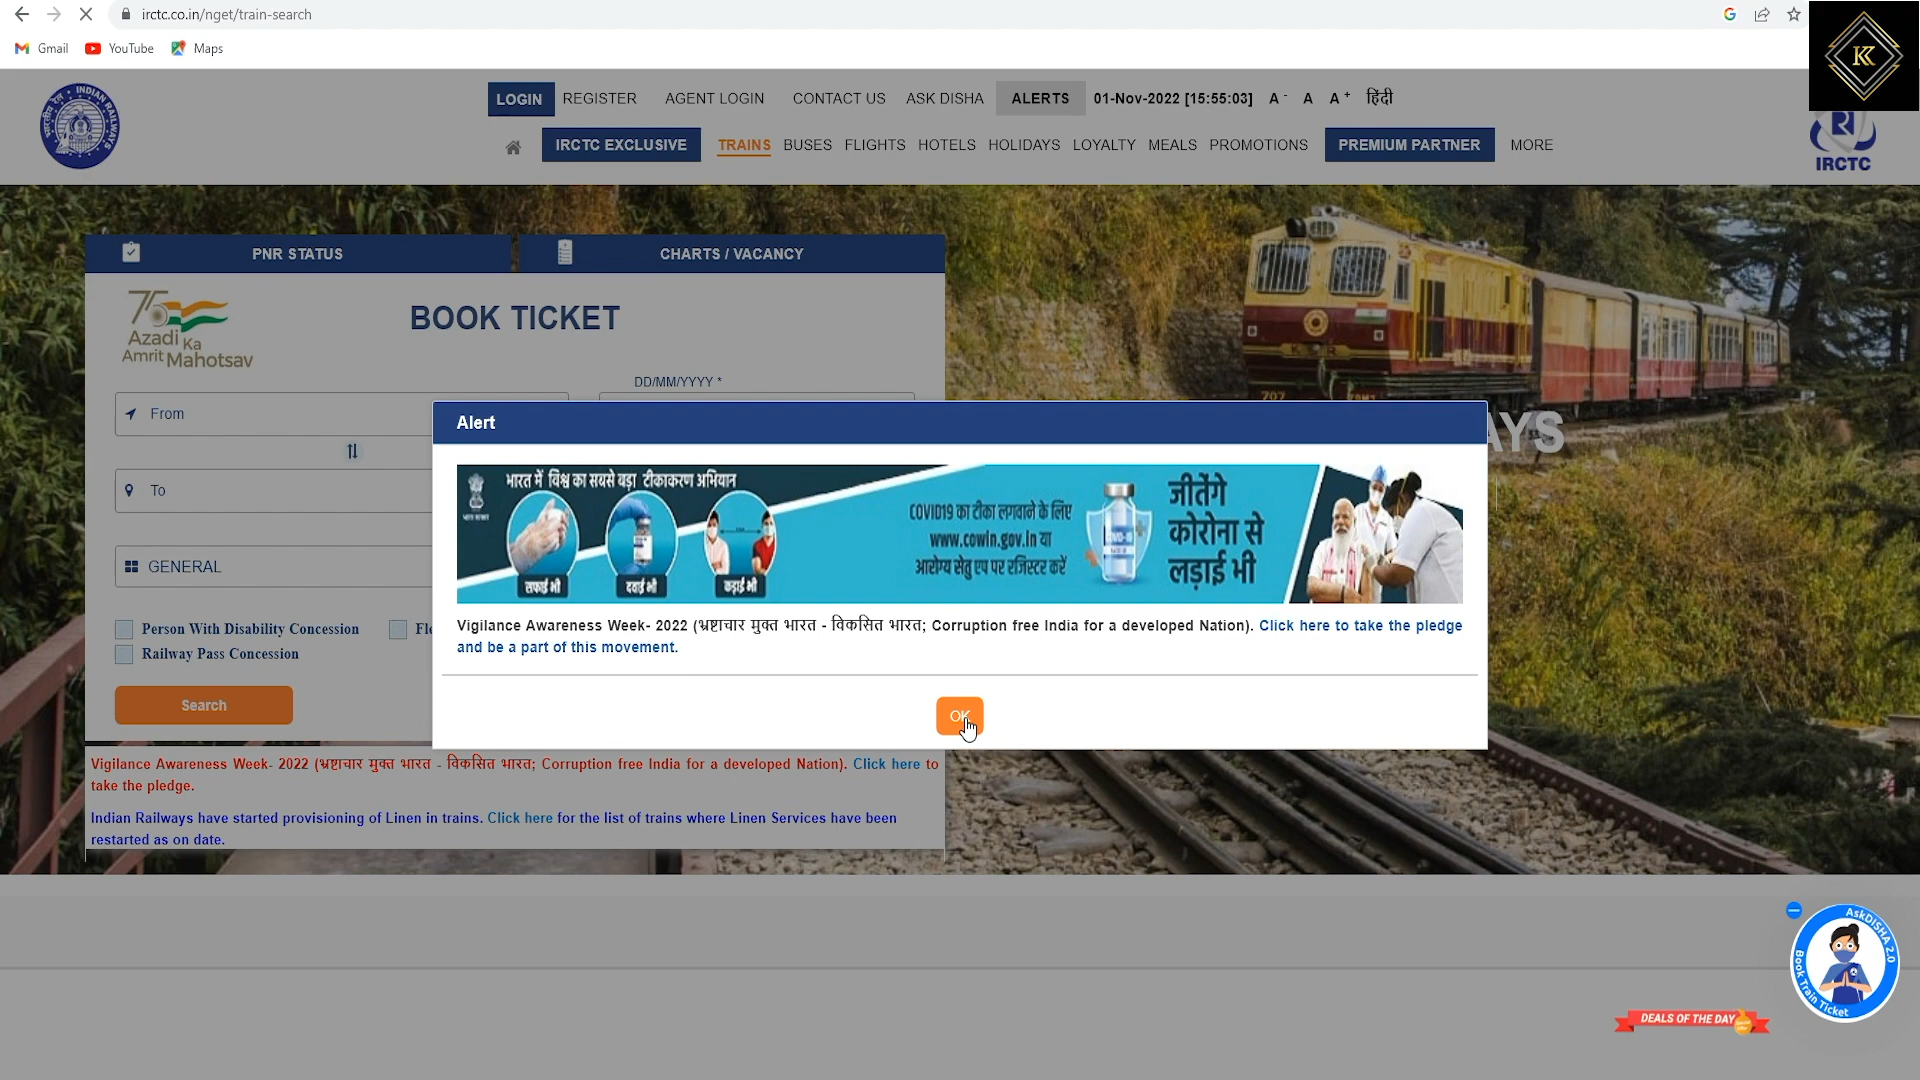 irctc.co.in/nget/train-search
Gmail YouTube Maps
LOGIN REGISTER AGENT LOGIN CONTACT US ASK DISHA ALERTS 01-Nov-2022 [15:55:03] A- A A+ हिंदी
IRCTC EXCLUSIVE TRAINS BUSES FLIGHTS HOTELS HOLIDAYS LOYALTY MEALS PROMOTIONS PREMIUM PARTNER MORE
IRCTC
PNR STATUS CHARTS / VACANCY
75
Azadi Ka
Amrit Mahotsav
BOOK TICKET
DD/MM/YYYY *
From
To
GENERAL
Person With Disability Concession
Railway Pass Concession
Search
AYS
Alert
भारत में विश्व का सबसे बड़ा टीकाकरण अभियान
सफाई भी दवाई भी कड़ाई भी
COVID19 का टीका लगवाने के लिए
www.cowin.gov.in या
आरोग्य सेतु एप पर रजिस्टर करें
जीतेंगे
कोरोना से
लड़ाई भी
Vigilance Awareness Week- 2022 (भ्रष्टाचार मुक्त भारत - विकसित भारत; Corruption free India for a developed Nation). Click here to take the pledge
and be a part of this movement.
OK
Vigilance Awareness Week- 2022 (भ्रष्टाचार मुक्त भारत - विकसित भारत; Corruption free India for a developed Nation). Click here to
take the pledge.
Indian Railways have started provisioning of Linen in trains. Click here for the list of trains where Linen Services have been
restarted as on date.
AskDISHA 2.0
Book Train Ticket
DEALS OF THE DAY